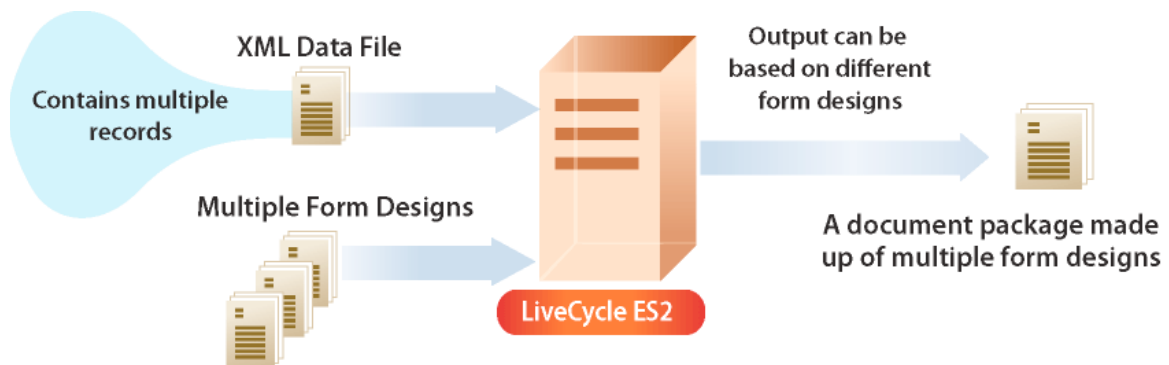 XML Data File
Contains multiple
records
Multiple Form Designs
LiveCycle ES2
Output can be
based on different
form designs
A document package made
up of multiple form designs